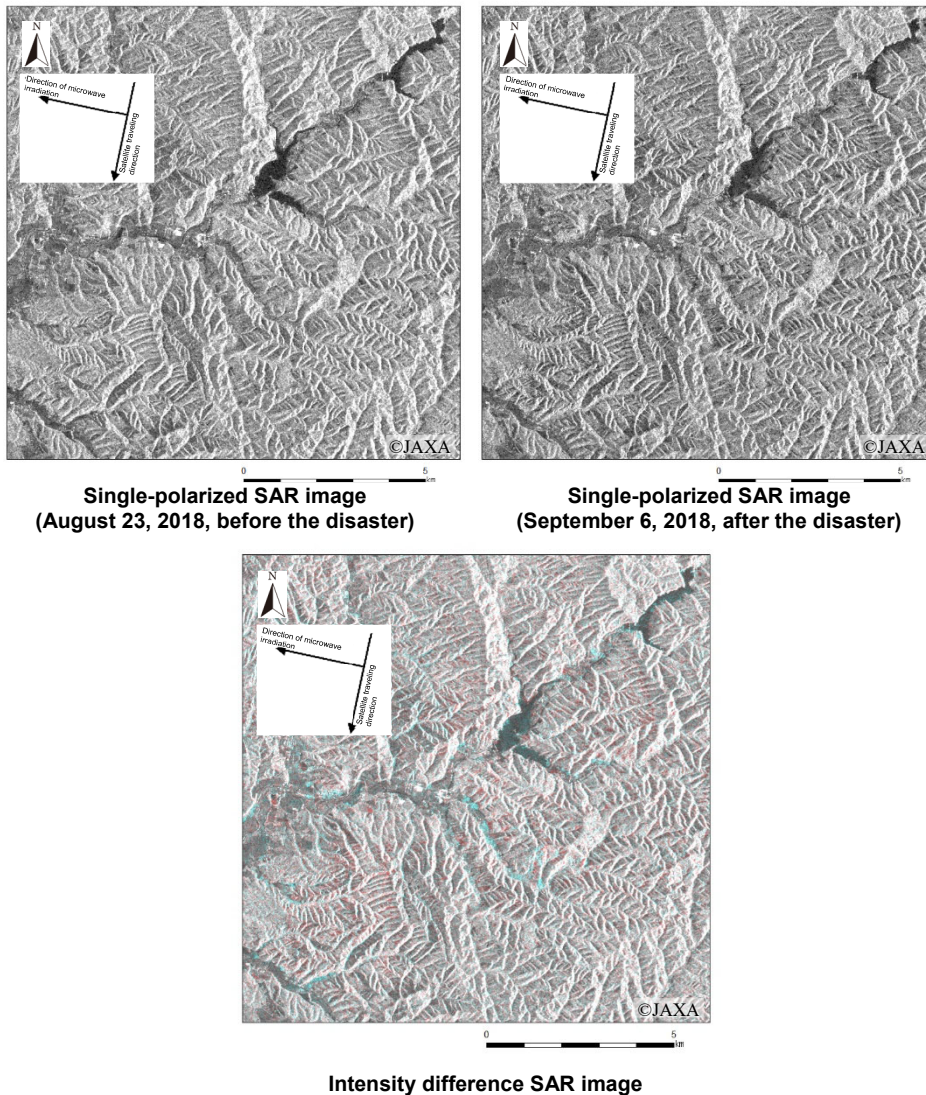 N
Direction of microwave
irradiation
Satellite traveling
direction
©JAXA
0 5
km
Single-polarized SAR image
(August 23, 2018, before the disaster)
N
Direction of microwave
irradiation
Satellite traveling
direction
©JAXA
0 5
km
Single-polarized SAR image
(September 6, 2018, after the disaster)
N
Direction of microwave
irradiation
Satellite traveling
direction
©JAXA
0 5
km
Intensity difference SAR image